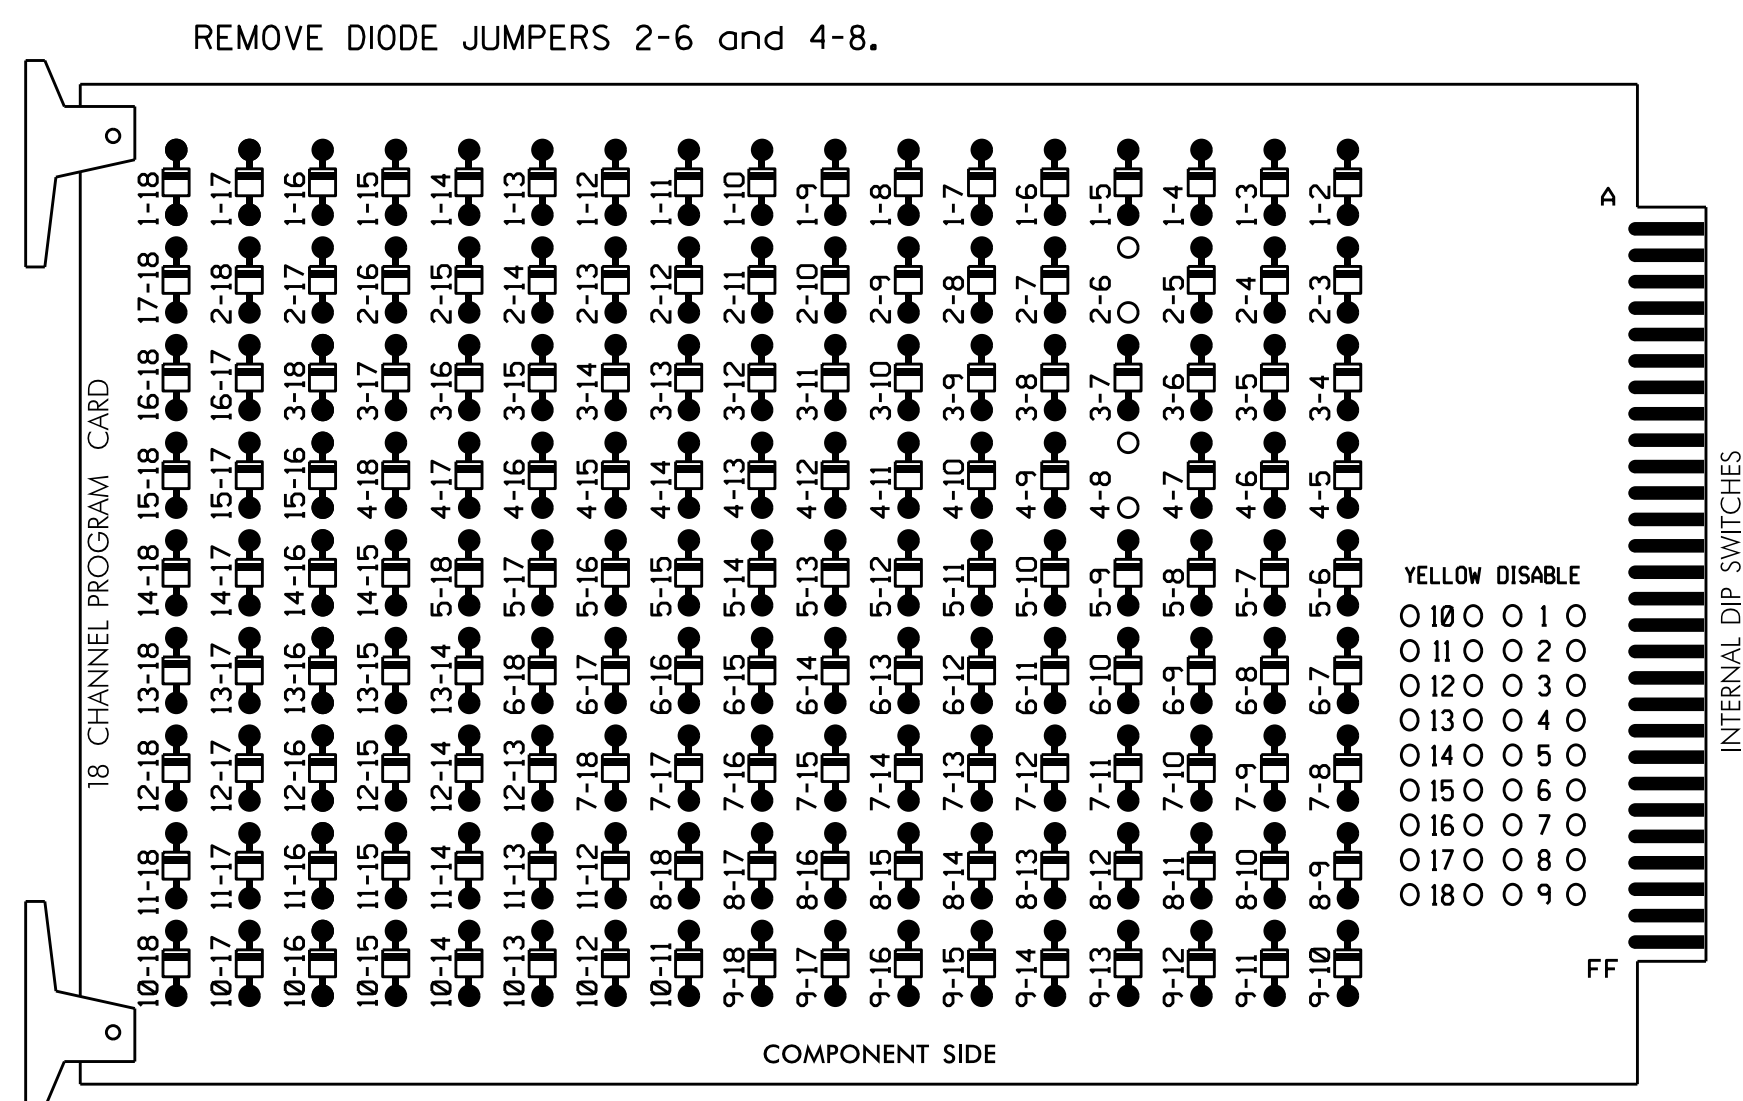 REMOVE DIODE JUMPERS 2-6 and 4-8.
1-18 1-17 1-16 1-15 1-14 1-13 1-12 1-11 1-10 1-9 1-8 1-7 1-6 1-5 1-4 1-3 1-2
17-18 2-18 2-17 2-16 2-15 2-14 2-13 2-12 2-11 2-10 2-9 2-8 2-7 2-6 2-5 2-4 2-3
16-18 16-17 3-18 3-17 3-16 3-15 3-14 3-13 3-12 3-11 3-10 3-9 3-8 3-7 3-6 3-5 3-4
15-18 15-17 15-16 4-18 4-17 4-16 4-15 4-14 4-13 4-12 4-11 4-10 4-9 4-8 4-7 4-6 4-5
14-18 14-17 14-16 14-15 5-18 5-17 5-16 5-15 5-14 5-13 5-12 5-11 5-10 5-9 5-8 5-7 5-6
13-18 13-17 13-16 13-15 13-14 6-18 6-17 6-16 6-15 6-14 6-13 6-12 6-11 6-10 6-9 6-8 6-7
12-18 12-17 12-16 12-15 12-14 12-13 7-18 7-17 7-16 7-15 7-14 7-13 7-12 7-11 7-10 7-9 7-8
11-18 11-17 11-16 11-15 11-14 11-13 11-12 8-18 8-17 8-16 8-15 8-14 8-13 8-12 8-11 8-10 8-9
10-18 10-17 10-16 10-15 10-14 10-13 10-12 10-11 9-18 9-17 9-16 9-15 9-14 9-13 9-12 9-11 9-10
18 CHANNEL PROGRAM CARD
COMPONENT SIDE
A
YELLOW DISABLE
10 1
11 2
12 3
13 4
14 5
15 6
16 7
17 8
18 9
FF
INTERNAL DIP SWITCHES